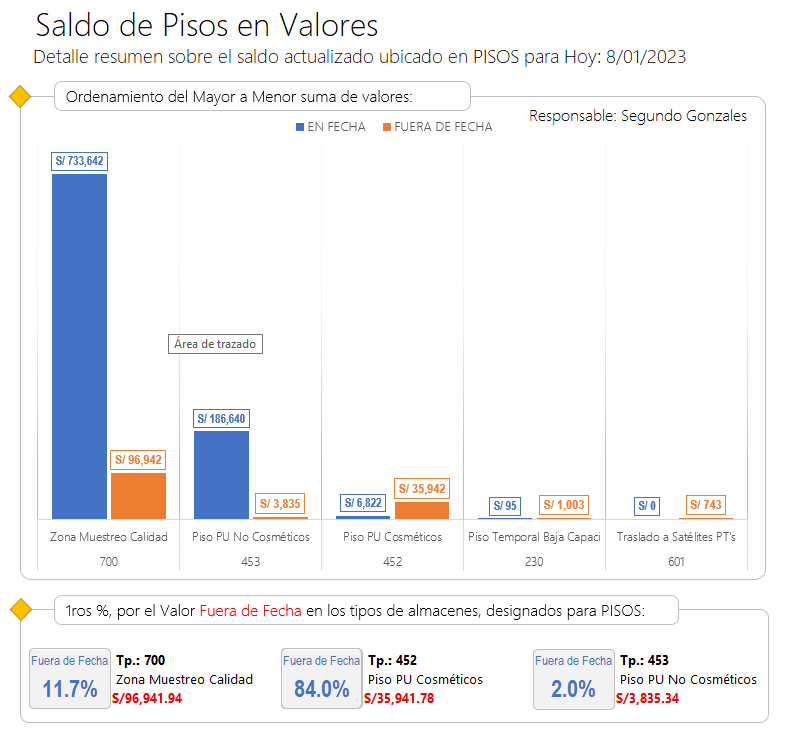 Saldo de Pisos en Valores
Detalle resumen sobre el saldo actualizado ubicado en PISOS para Hoy: 8/01/2023
Ordenamiento del Mayor a Menor suma de valores:
Responsable: Segundo Gonzales
EN FECHA FUERA DE FECHA
S/ 733,642
Área de trazado
S/ 186,640
S/ 96,942
S/ 35,942
S/ 3,835
S/ 6,822
S/ 95
S/ 1,003
S/ 0
S/ 743
Zona Muestreo Calidad
Piso PU No Cosméticos
Piso PU Cosméticos
Piso Temporal Baja Capaci
Traslado a Satélites PT's
700
453
452
230
601
1ros %, por el Valor Fuera de Fecha en los tipos de almacenes, designados para PISOS:
Fuera de Fecha
11.7%
Tp.: 700
Zona Muestreo Calidad
S/96,941.94
Fuera de Fecha
84.0%
Tp.: 452
Piso PU Cosméticos
S/35,941.78
Fuera de Fecha
2.0%
Tp.: 453
Piso PU No Cosméticos
S/3,835.34